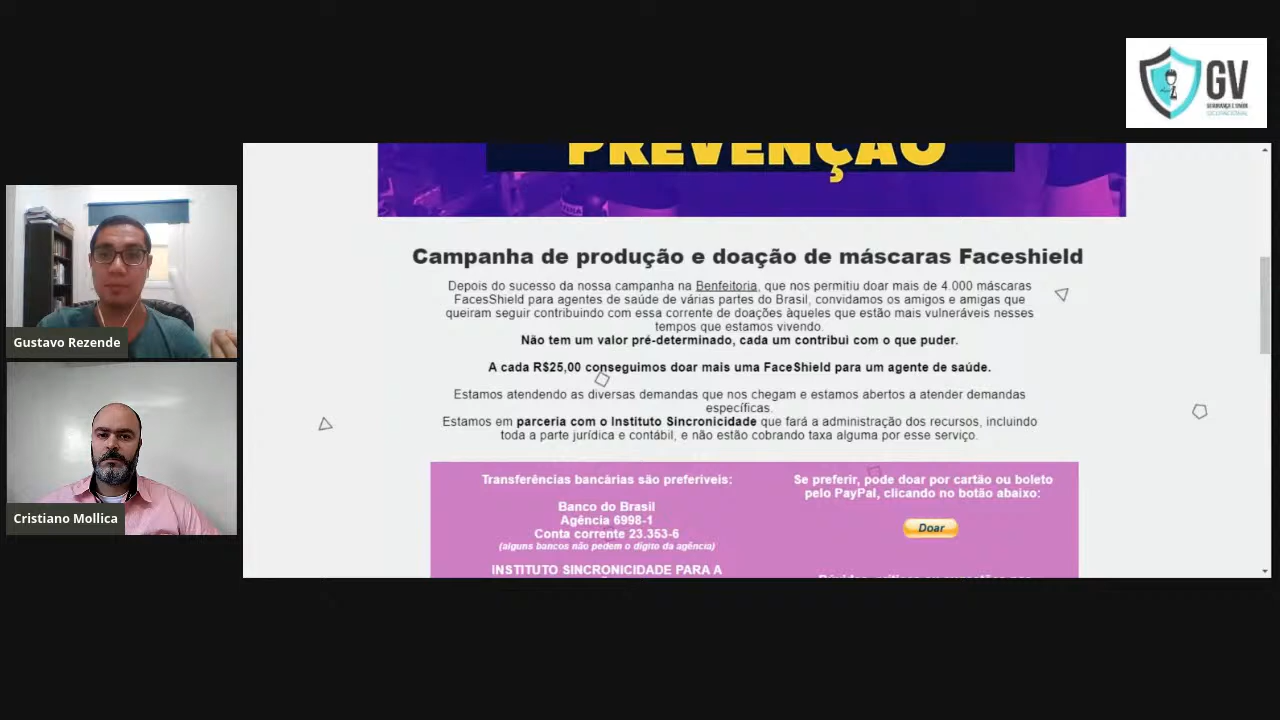 GV
SEGURANÇA E SAÚDE
OCUPACIONAL
PREVENÇÃO
Campanha de produção e doação de máscaras Faceshield
Depois do sucesso da nossa campanha na Benfeitoria, que nos permitiu doar mais de 4.000 máscaras
FacesShield para agentes de saúde de várias partes do Brasil, convidamos os amigos e amigas que
queiram seguir contribuindo com essa corrente de doações àqueles que estão mais vulneráveis nesses
tempos que estamos vivendo.
Não tem um valor pré-determinado, cada um contribui com o que puder.
A cada R$25,00 conseguimos doar mais uma FaceShield para um agente de saúde.
Estamos atendendo as diversas demandas que nos chegam e estamos abertos a atender demandas
específicas.
Estamos em parceria com o Instituto Sincronicidade que fará a administração dos recursos, incluindo
toda a parte jurídica e contábil, e não estão cobrando taxa alguma por esse serviço.
Transferências bancárias são preferíveis:
Banco do Brasil
Agência 6998-1
Conta corrente 23.353-6
(alguns bancos não pedem o dígito da agência)
INSTITUTO SINCRONICIDADE PARA A
Se preferir, pode doar por cartão ou boleto
pelo PayPal, clicando no botão abaixo:
Doar
Gustavo Rezende
Cristiano Mollica